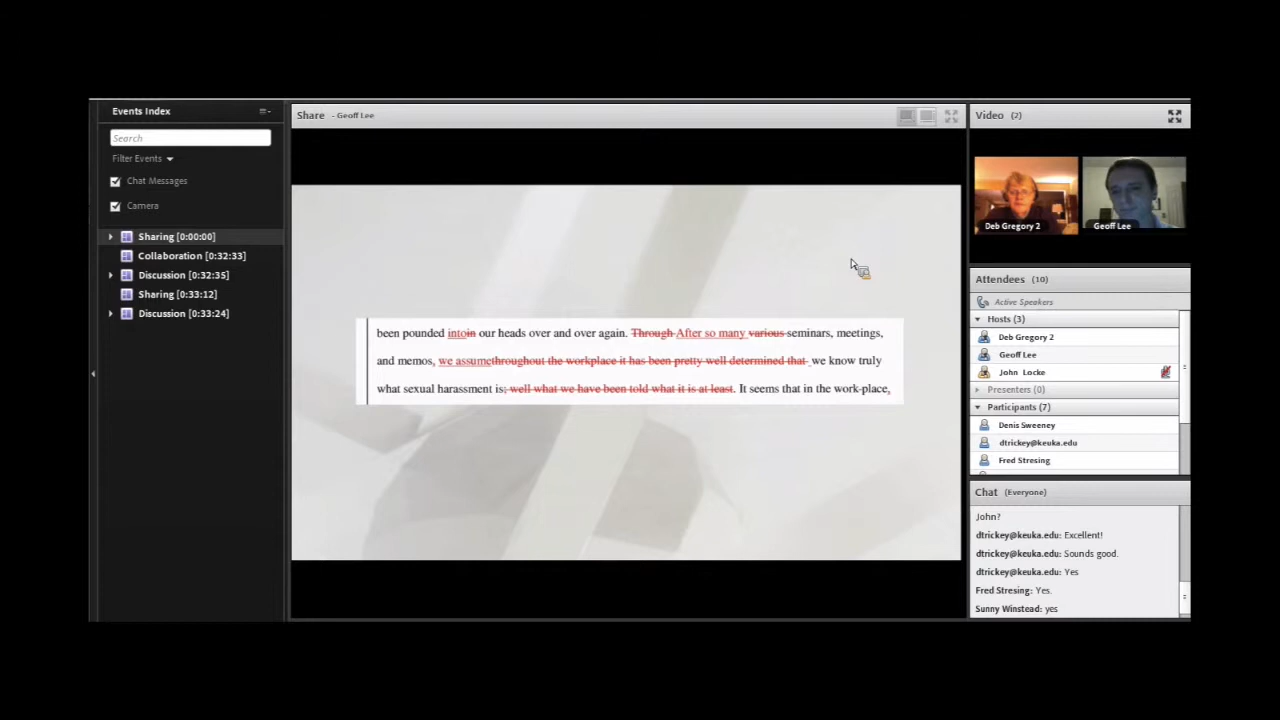 Events Index
Search
Filter Events
Chat Messages
Camera
Sharing [0:00:00]
Collaboration [0:32:33]
Discussion [0:32:35]
Sharing [0:33:12]
Discussion [0:33:24]
Share - Geoff Lee
been pounded intoin our heads over and over again. Through After so many various seminars, meetings,
and memos, we assumethroughout the workplace it has been pretty well determined that we know truly
what sexual harassment is; well what we have been told what it is at least. It seems that in the work-place,
Video (2)
Deb Gregory 2
Geoff Lee
Attendees (10)
Active Speakers
Hosts (3)
Deb Gregory 2
Geoff Lee
John Locke
Presenters (0)
Participants (7)
Denis Sweeney
dtrickey@keuka.edu
Fred Stresing
Chat (Everyone)
John?
dtrickey@keuka.edu: Excellent!
dtrickey@keuka.edu: Sounds good.
dtrickey@keuka.edu: Yes
Fred Stresing: Yes.
Sunny Winstead: yes